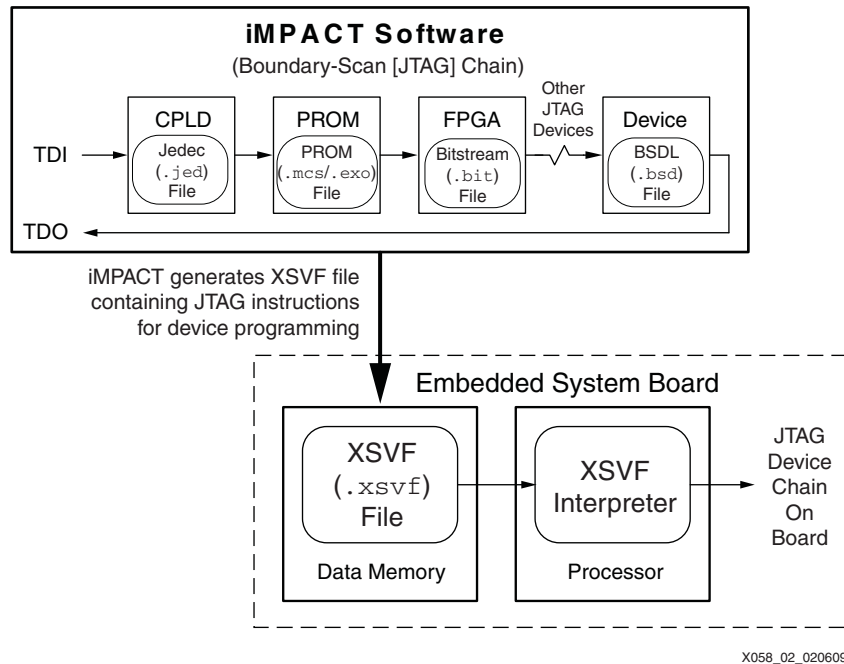 iMPACT Software
(Boundary-Scan [JTAG] Chain)
Other
JTAG
Devices
CPLD
PROM
FPGA
Device
TDI
Jedec
(.jed)
File
PROM
(.mcs/.exo)
File
Bitstream
(.bit)
File
BSDL
(.bsd)
File
TDO
iMPACT generates XSVF file
containing JTAG instructions
for device programming
Embedded System Board
XSVF
(.xsvf)
File
Data Memory
XSVF
Interpreter
Processor
JTAG
Device
Chain
On
Board
X058_02_020609